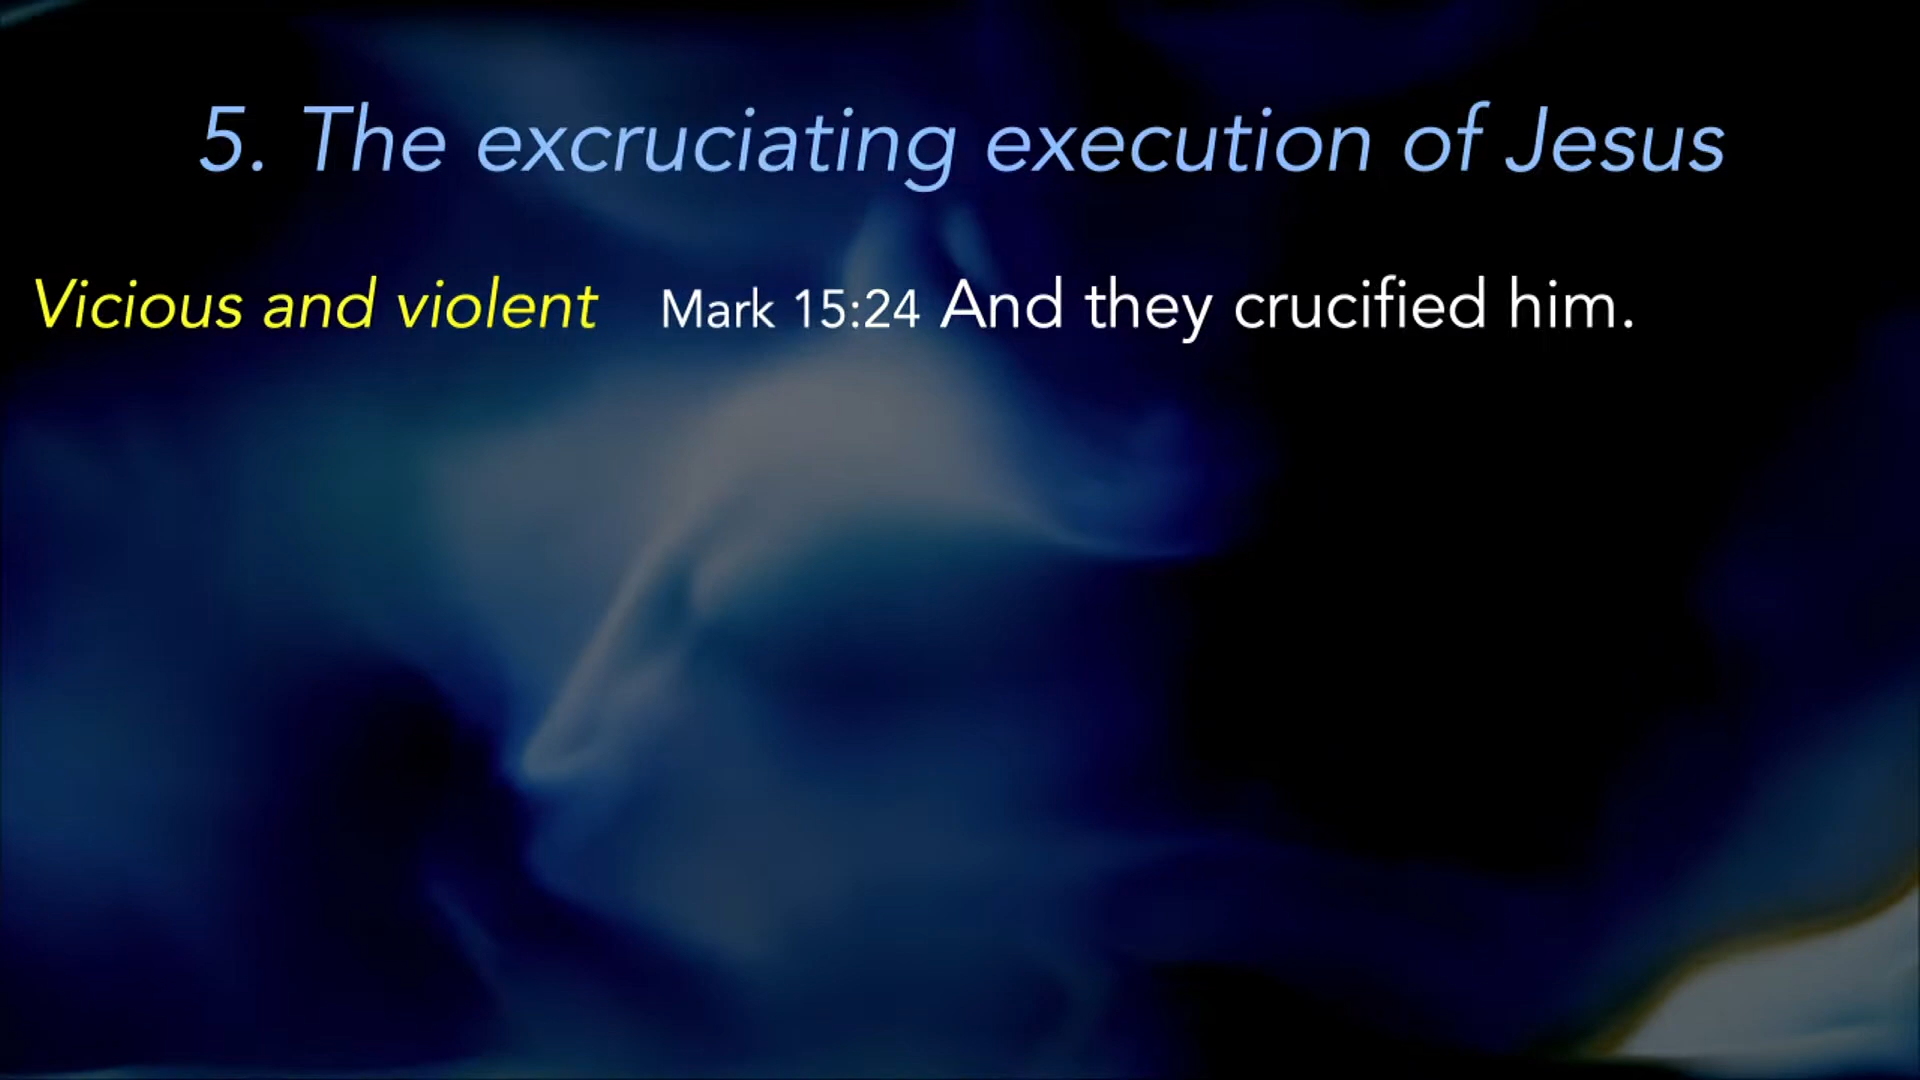 5. The excruciating execution of Jesus
Vicious and violent Mark 15:24 And they crucified him.